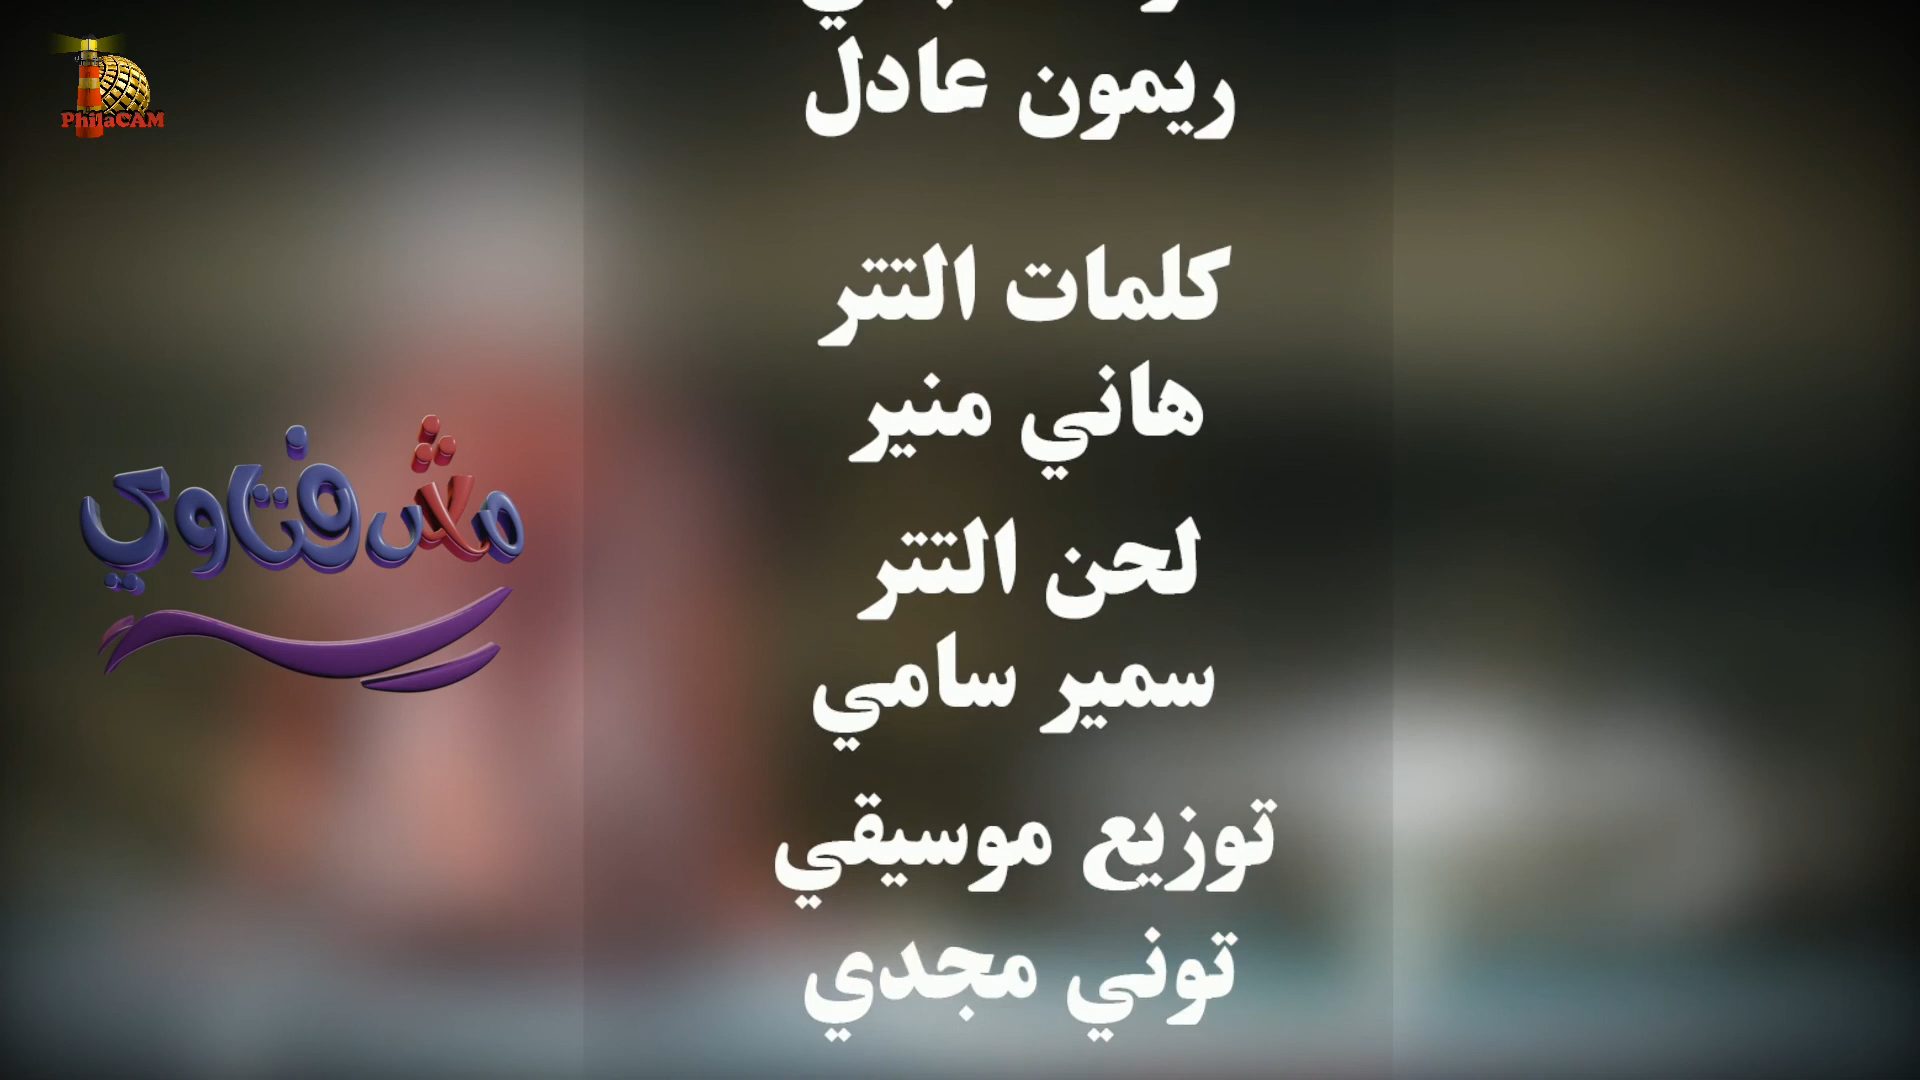 PhilaCAM
ريمون عادل
كلمات التتر
هاني منير
مش فتاوي
لحن التتر
سمير سامي
توزيع موسيقي
توني مجدي